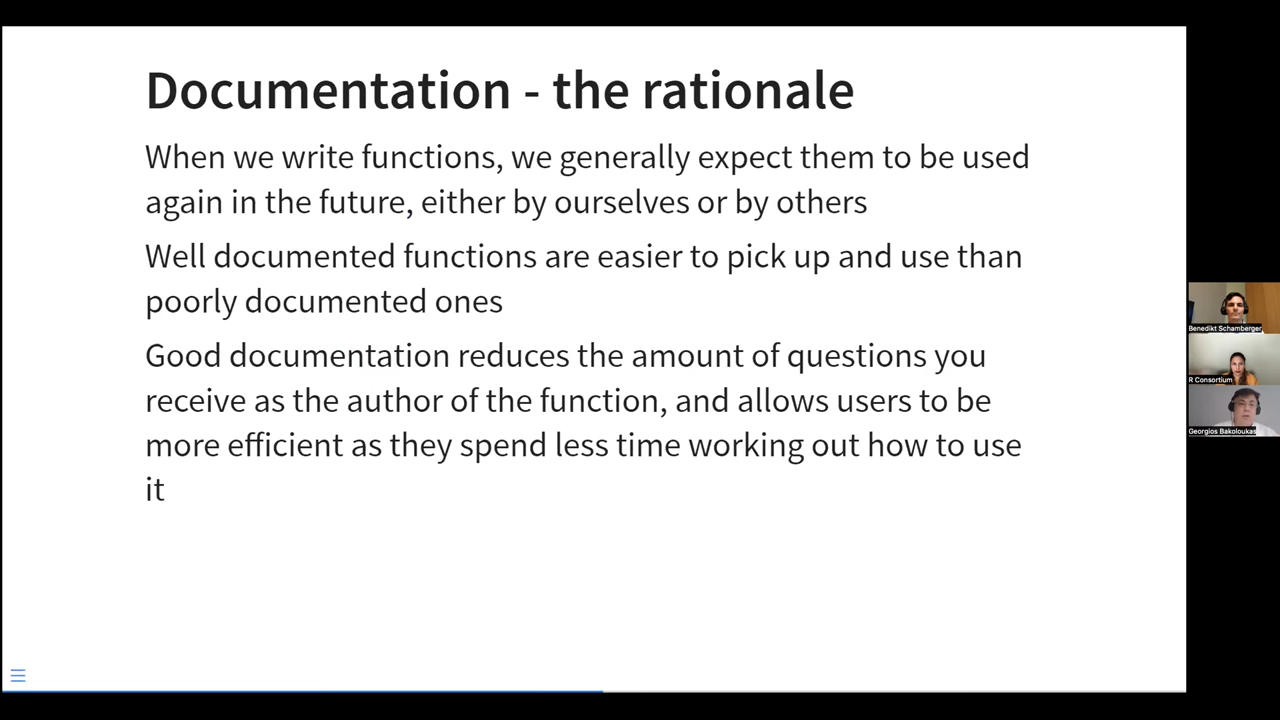 Documentation - the rationale
When we write functions, we generally expect them to be used
again in the future, either by ourselves or by others
Well documented functions are easier to pick up and use than
poorly documented ones
Good documentation reduces the amount of questions you
receive as the author of the function, and allows users to be
more efficient as they spend less time working out how to use
it
Benedikt Schamberger
R Consortium
Georgios Bakoloukas